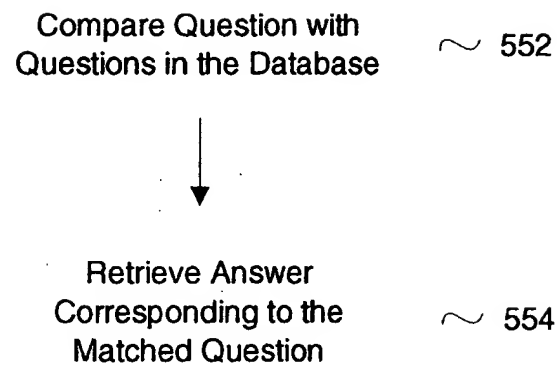 Compare Question with
Questions in the Database
552
Retrieve Answer
Corresponding to the
Matched Question
554